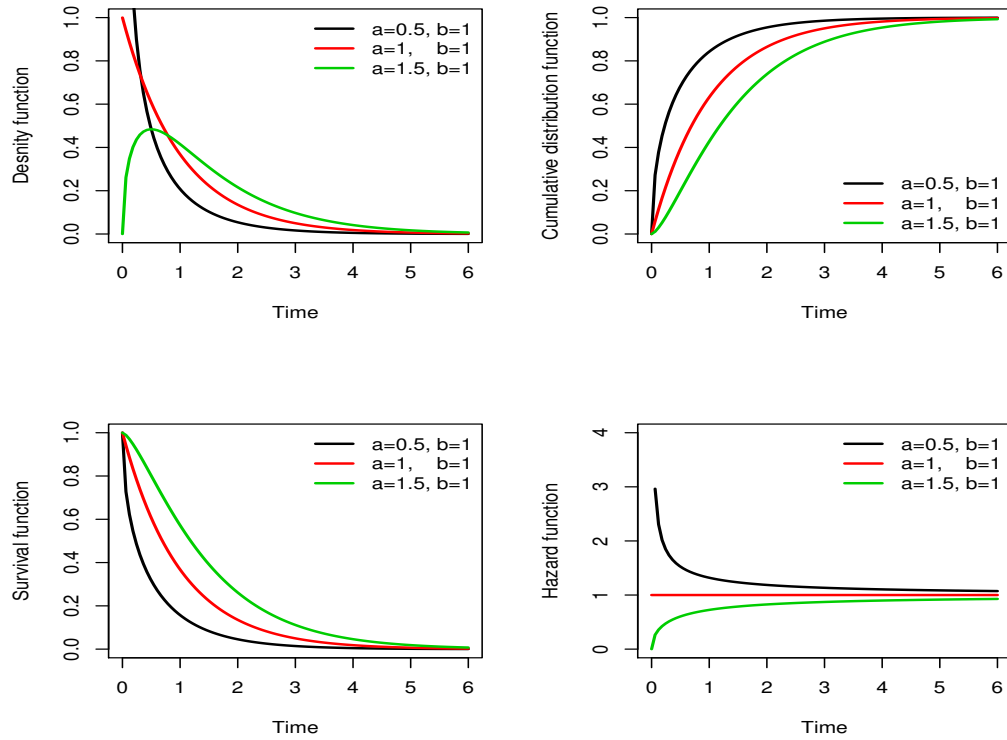 Desnity function
0.0 0.2 0.4 0.6 0.8 1.0
a=0.5, b=1
a=1, b=1
a=1.5, b=1
0 1 2 3 4 5 6
Time
Cumulative distribution function
0.0 0.2 0.4 0.6 0.8 1.0
a=0.5, b=1
a=1, b=1
a=1.5, b=1
0 1 2 3 4 5 6
Time
Survival function
0.0 0.2 0.4 0.6 0.8 1.0
a=0.5, b=1
a=1, b=1
a=1.5, b=1
0 1 2 3 4 5 6
Time
Hazard function
0 1 2 3 4
a=0.5, b=1
a=1, b=1
a=1.5, b=1
0 1 2 3 4 5 6
Time